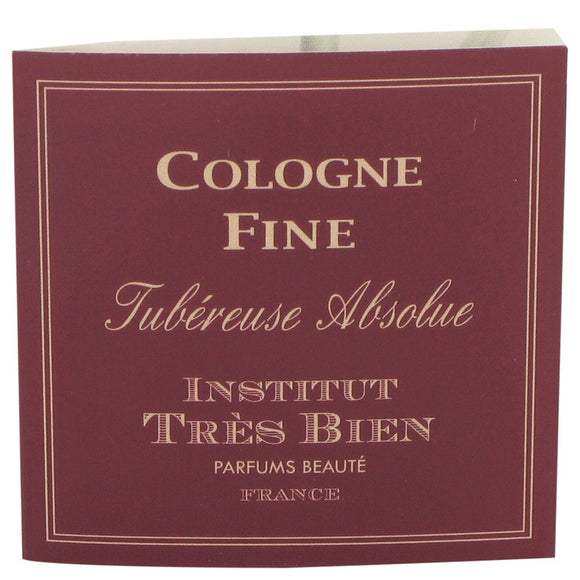 COLOGNE
FINE
Tubéreuse Absolue
INSTITUT
TRÈS BIEN
PARFUMS BEAUTÉ
FRANCE